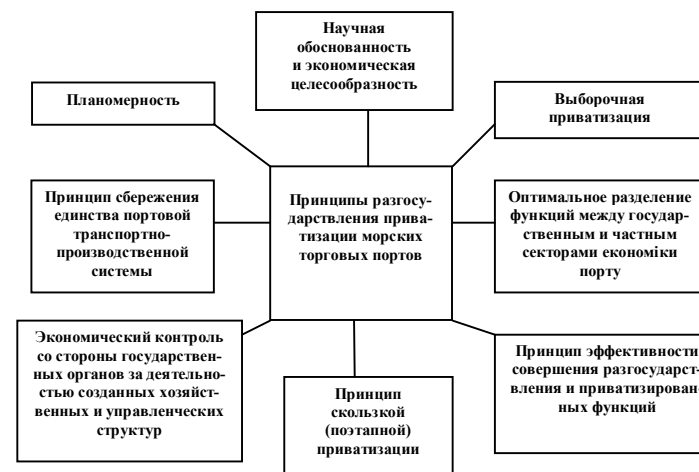 Научная
обоснованность
и экономическая
целесообразность
Планомерность
Выборочная
приватизация
Принцип сбережения
единства портовой
транспортно-
производственной
системы
Принципы разгосу-
дарствления прива-
тизации морских
торговых портов
Оптимальное разделение
функций между государ-
ственным и частным
секторами економіки
порту
Экономический контроль
со стороны государствен-
ных органов за деятельно-
стью созданных хозяйст-
венных и управленческих
структур
Принцип
скользкой
(поэтапной)
приватизации
Принцип эффективности
совершения разгосударст-
вления и приватизирован-
ных функций